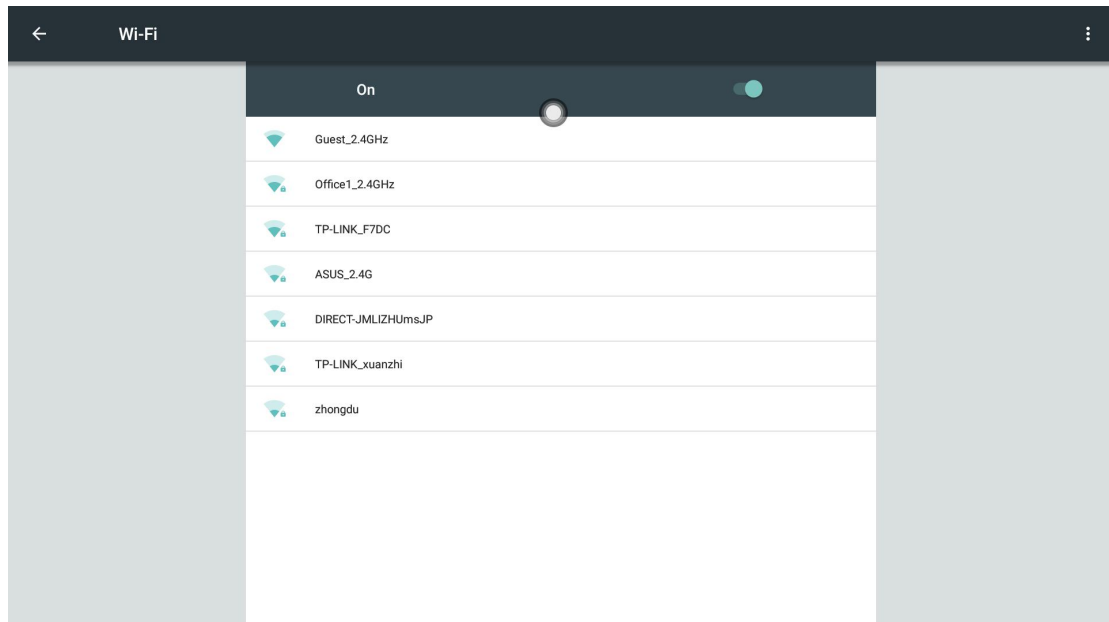 Wi-Fi
On
Guest_2.4GHz
Office1_2.4GHz
TP-LINK_F7DC
ASUS_2.4G
DIRECT-JMLIZHUmsJP
TP-LINK_xuanzhi
zhongdu